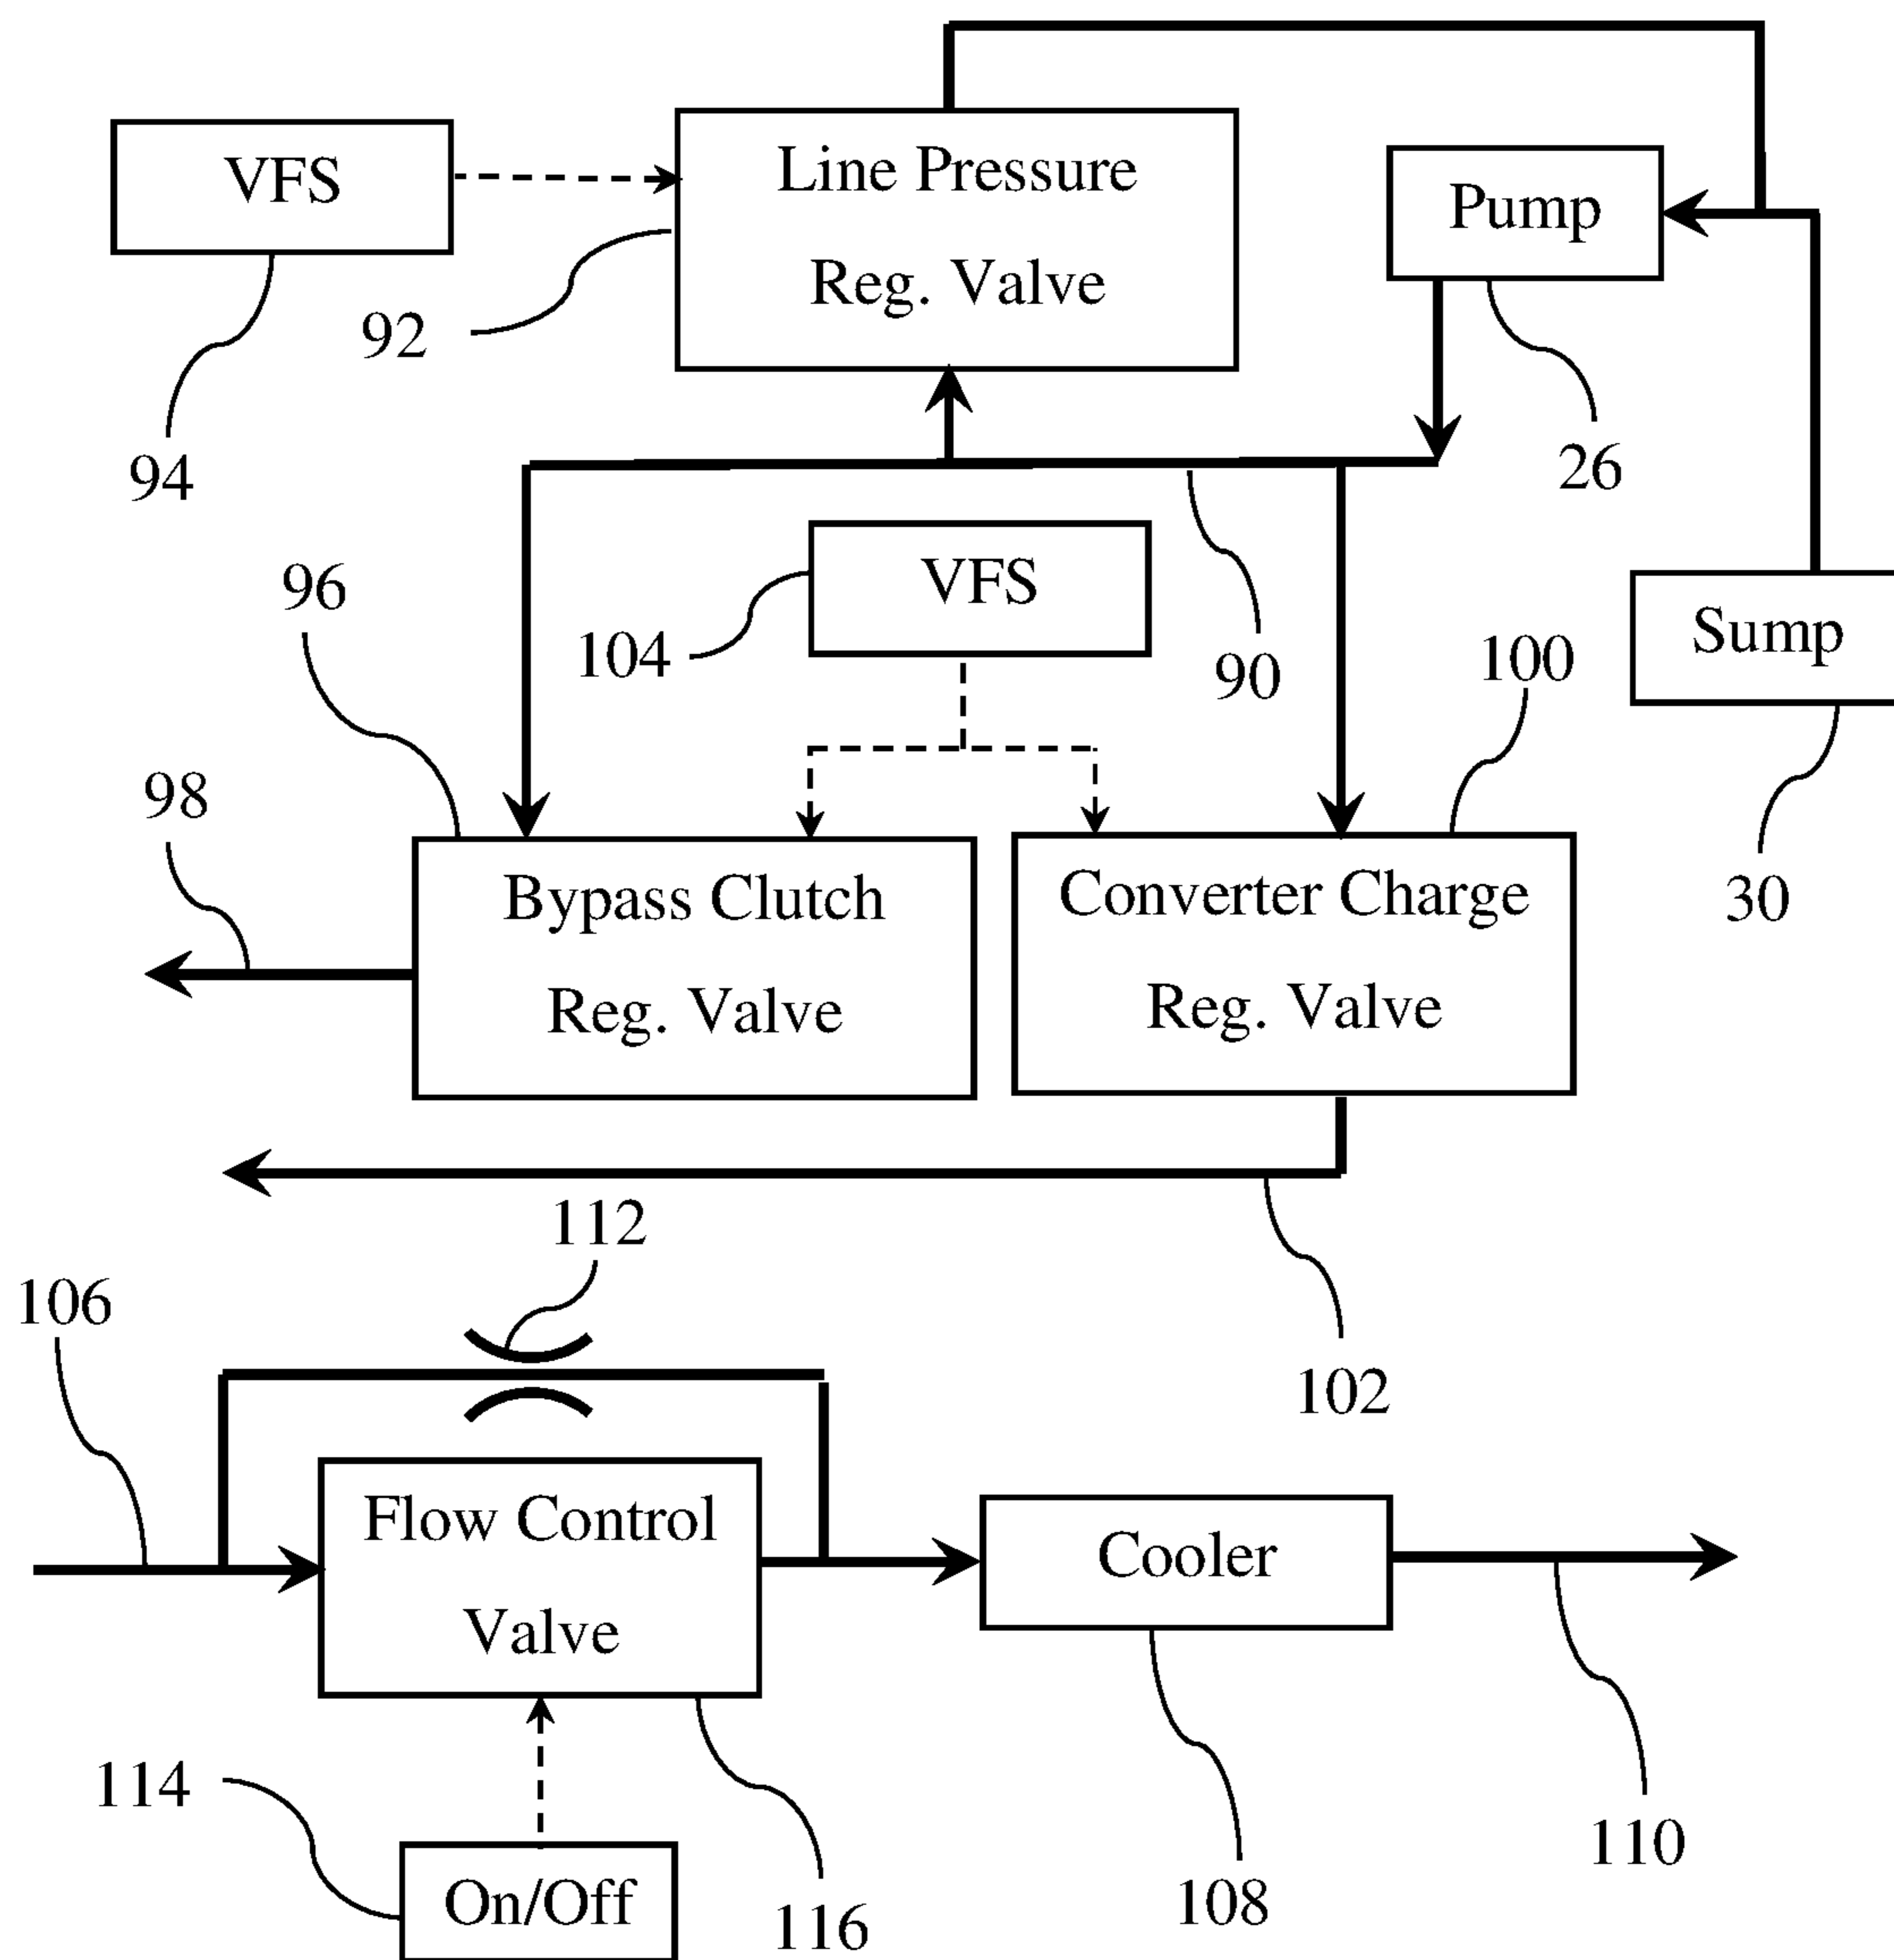 VFS
Line Pressure
Reg. Valve
Pump
92
94
26
96
VFS
104
90
100
Sump
98
30
Bypass Clutch
Reg. Valve
Converter Charge
Reg. Valve
112
106
102
Flow Control
Valve
Cooler
114
110
108
On/Off
116